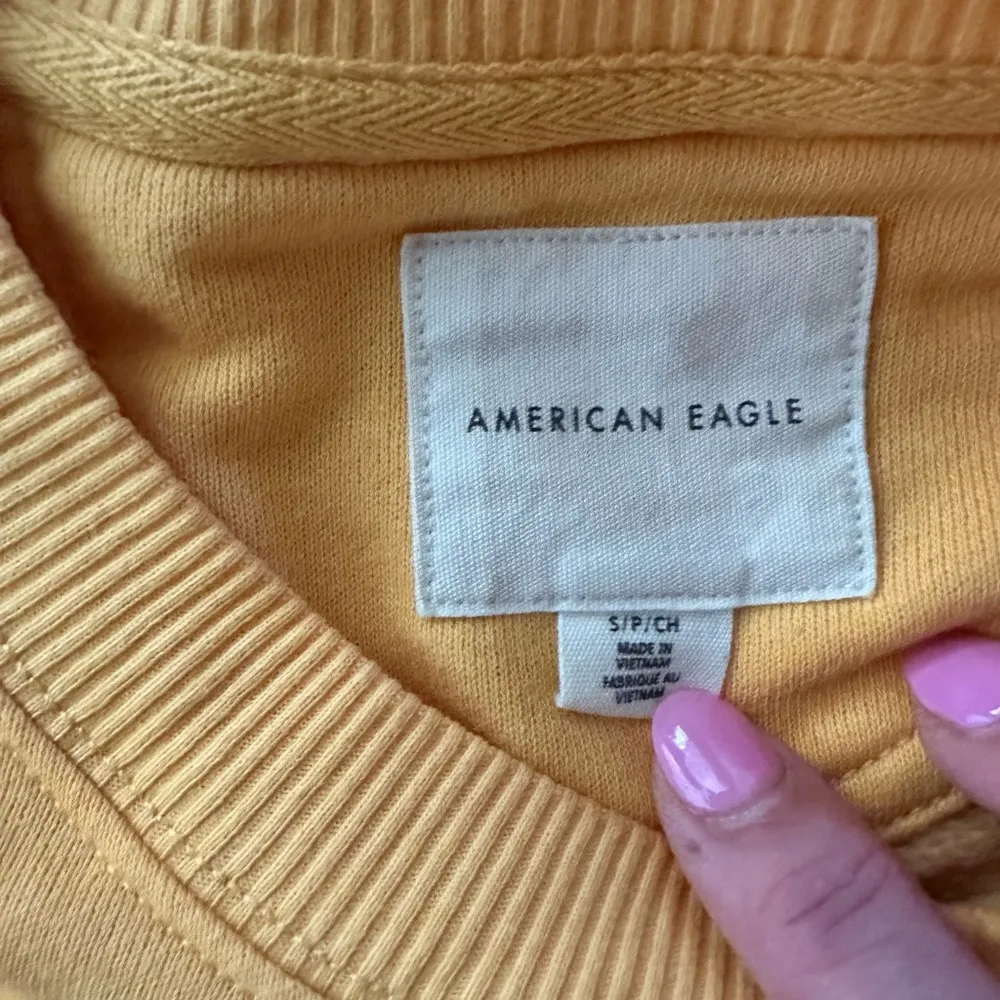 AMERICAN EAGLE
S/P/CH
MADE IN
VIETNAM
FABRIQUÉ AU
VIETNAM